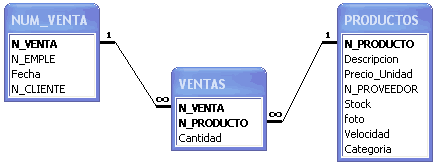 NUM_VENTA
N_VENTA
N_EMPLE
Fecha
N_CLIENTE
1
∞
VENTAS
N_VENTA
N_PRODUCTO
Cantidad
∞
1
PRODUCTOS
N_PRODUCTO
Descripcion
Precio_Unidad
N_PROVEEDOR
Stock
foto
Velocidad
Categoria